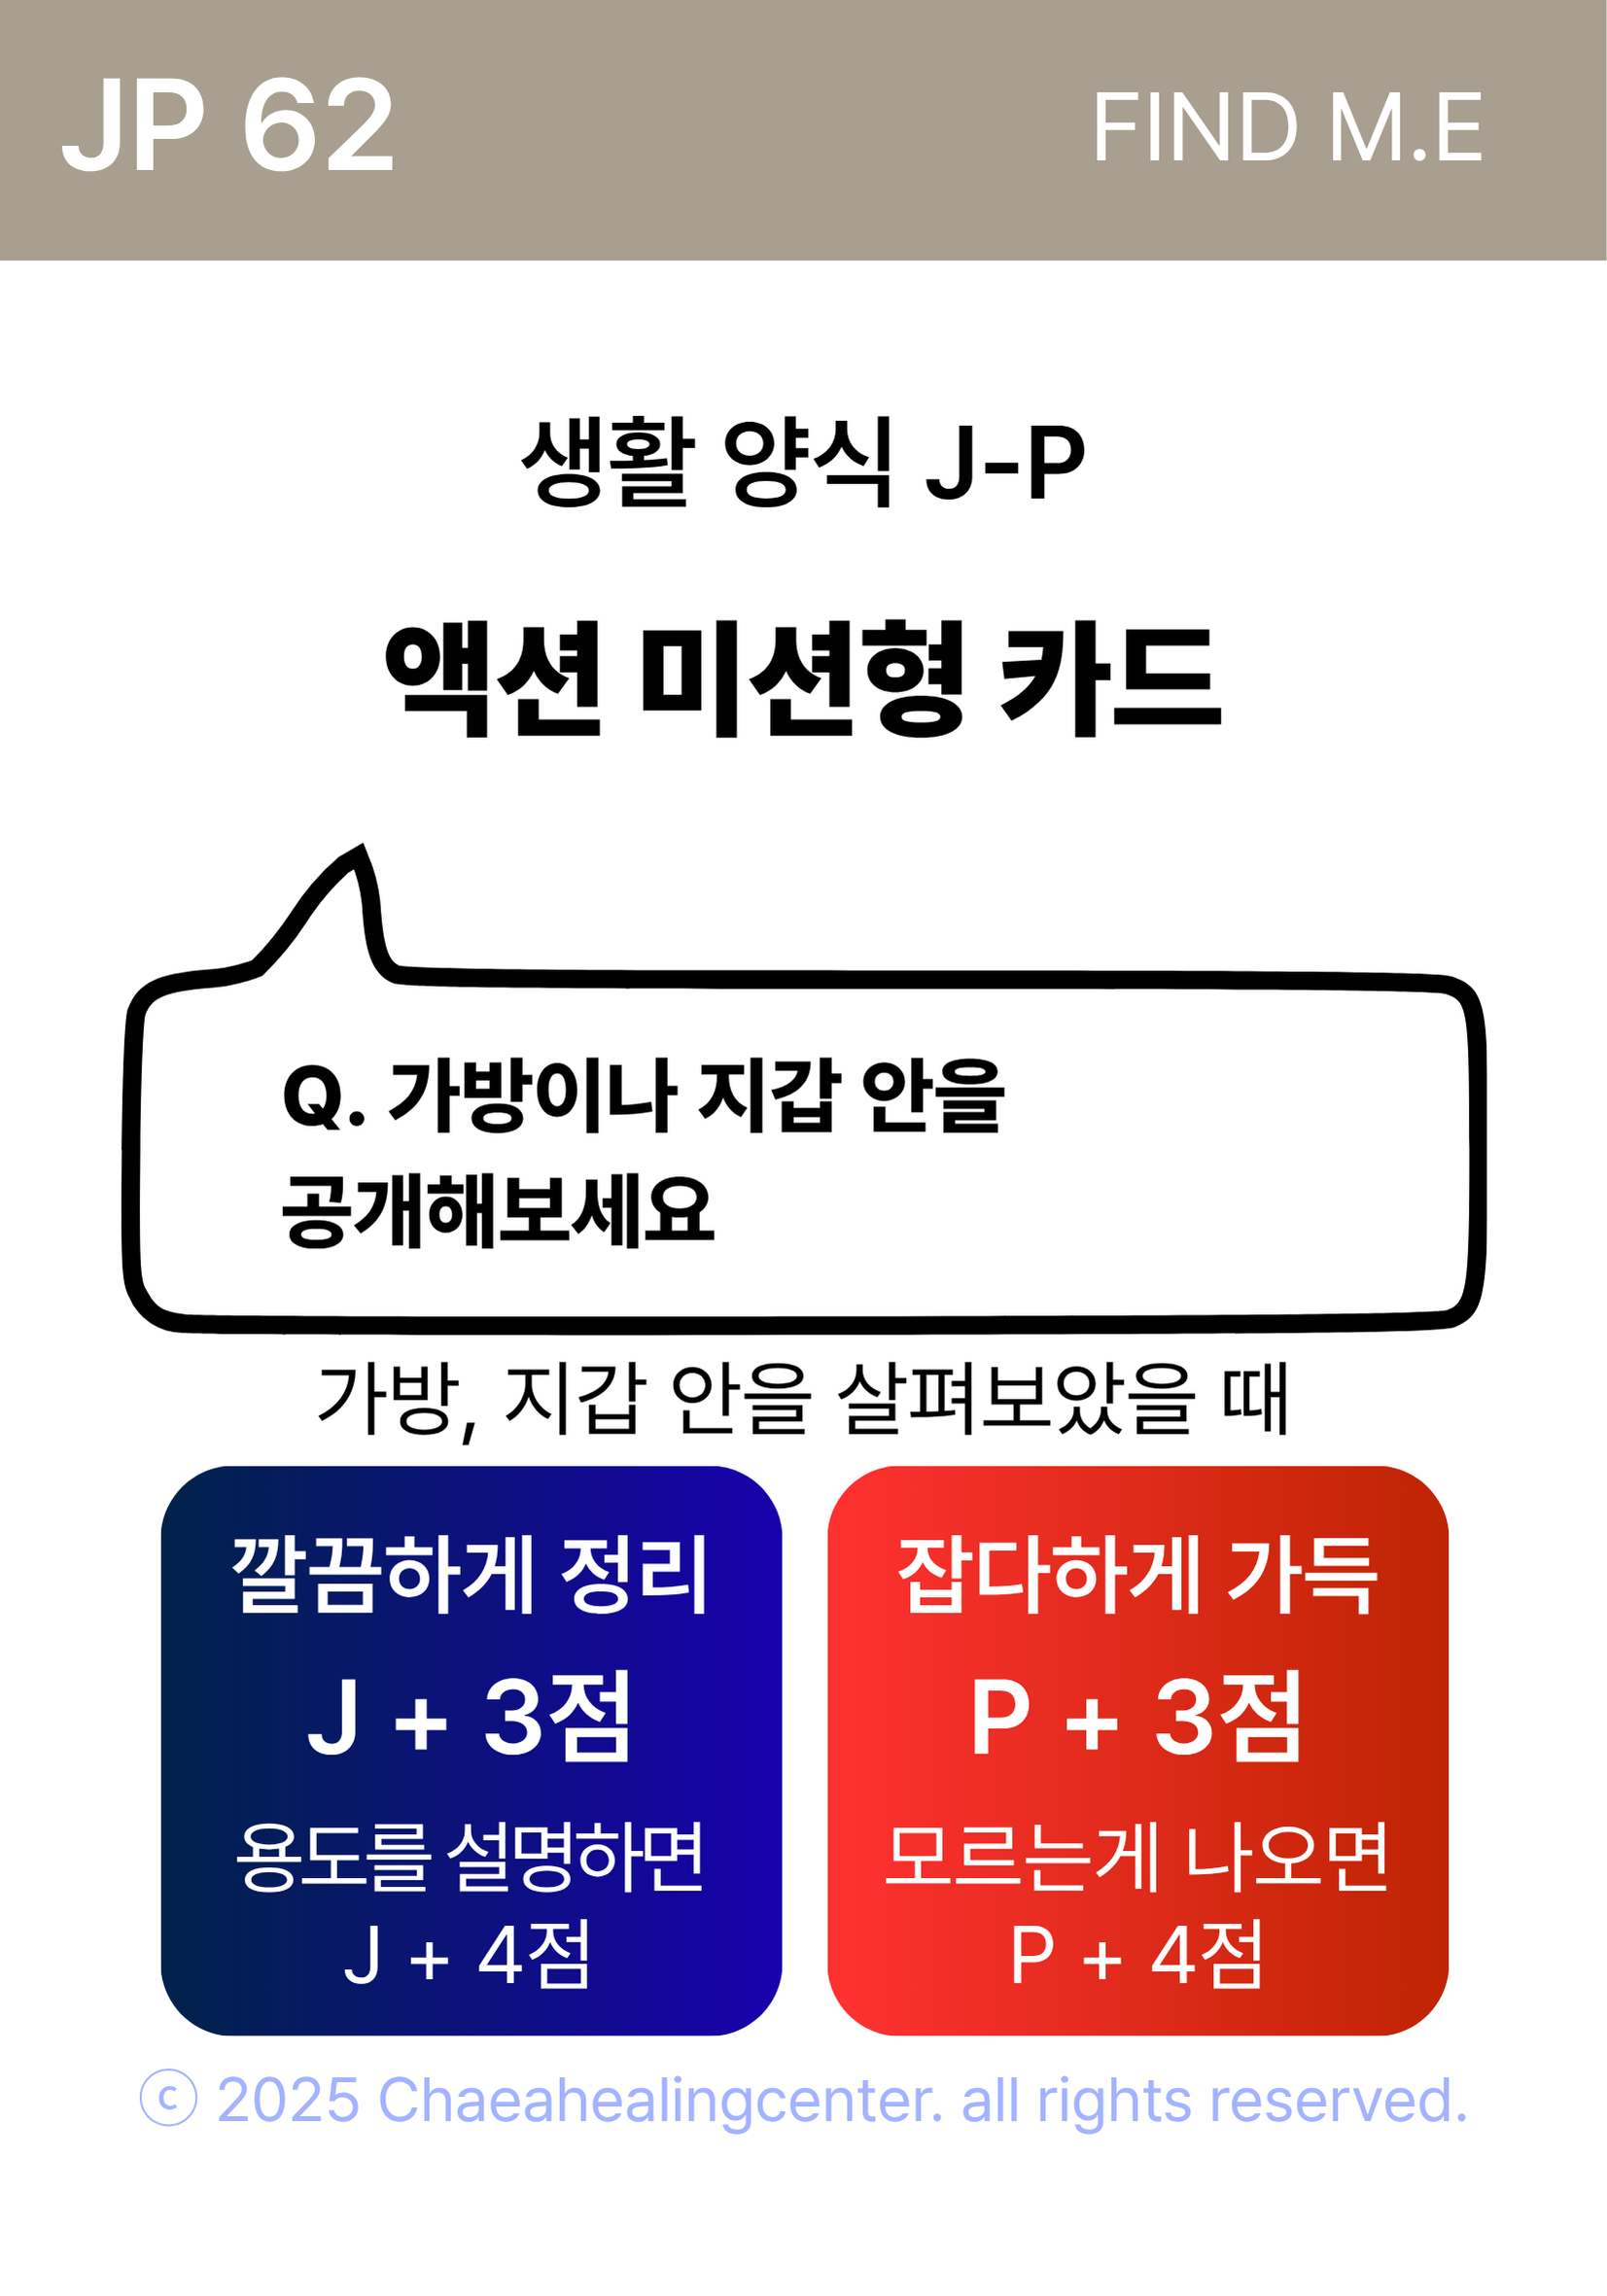 JP 62
FIND M.E
생활 양식 J-P
액션 미션형 카드
Q. 가방이나 지갑 안을
공개해보세요
가방, 지갑 안을 살펴보았을 때
깔끔하게 정리
J + 3점
용도를 설명하면
J + 4점
잡다하게 가득
P + 3점
모르는게 나오면
P + 4점
© 2025 Chaeahealingcenter. all rights reserved.